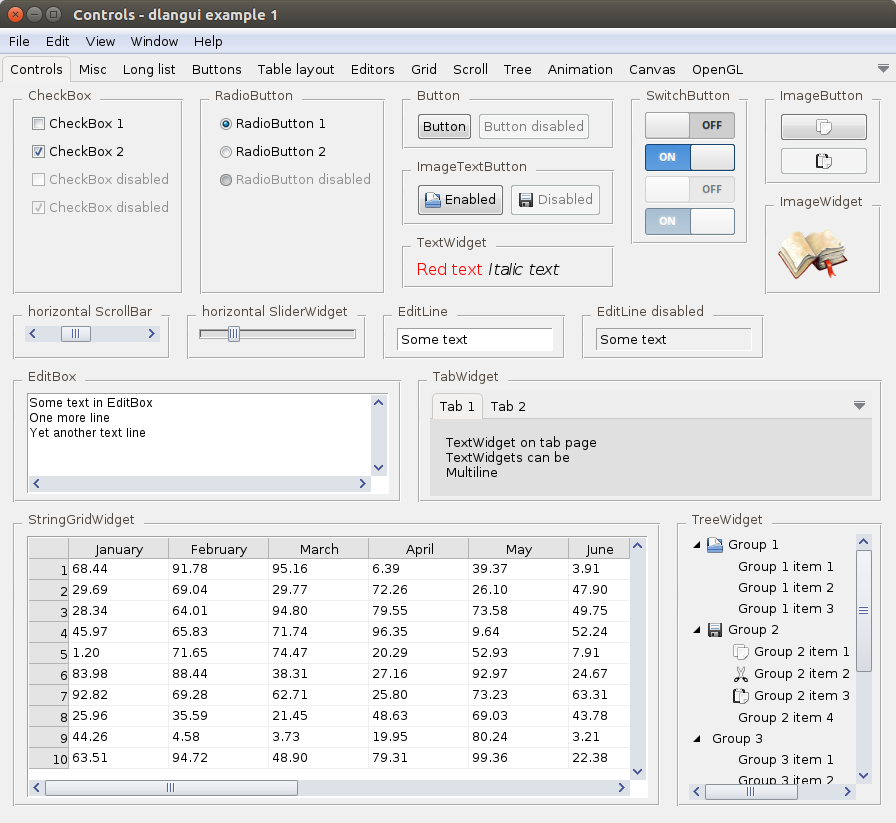 Controls - dlangui example 1
File Edit View Window Help
Controls Misc Long list Buttons Table layout Editors Grid Scroll Tree Animation Canvas OpenGL
CheckBox
CheckBox 1
CheckBox 2
CheckBox disabled
CheckBox disabled
RadioButton
RadioButton 1
RadioButton 2
RadioButton disabled
Button
Button Button disabled
ImageTextButton
Enabled Disabled
TextWidget
Red text Italic text
SwitchButton
OFF
ON
OFF
ON
ImageButton
ImageWidget
horizontal ScrollBar
horizontal SliderWidget
EditLine
Some text
EditLine disabled
Some text
EditBox
Some text in EditBox
One more line
Yet another text line
TabWidget
Tab 1 Tab 2
TextWidget on tab page
TextWidgets can be
Multiline
StringGridWidget
January February March April May June
1 68.44 91.78 95.16 6.39 39.37 3.91
2 29.69 69.04 29.77 72.26 26.10 47.90
3 28.34 64.01 94.80 79.55 73.58 49.75
4 45.97 65.83 71.74 96.35 9.64 52.24
5 1.20 71.65 74.47 20.29 52.93 7.91
6 83.98 88.44 38.31 27.16 92.97 24.67
7 92.82 69.28 62.71 25.80 73.23 63.31
8 25.96 35.59 21.45 48.63 69.03 43.78
9 44.26 4.58 3.73 19.95 80.24 3.21
10 63.51 94.72 48.90 79.31 99.36 22.38
TreeWidget
Group 1
Group 1 item 1
Group 1 item 2
Group 1 item 3
Group 2
Group 2 item 1
Group 2 item 2
Group 2 item 3
Group 2 item 4
Group 3
Group 3 item 1
Group 3 item 2